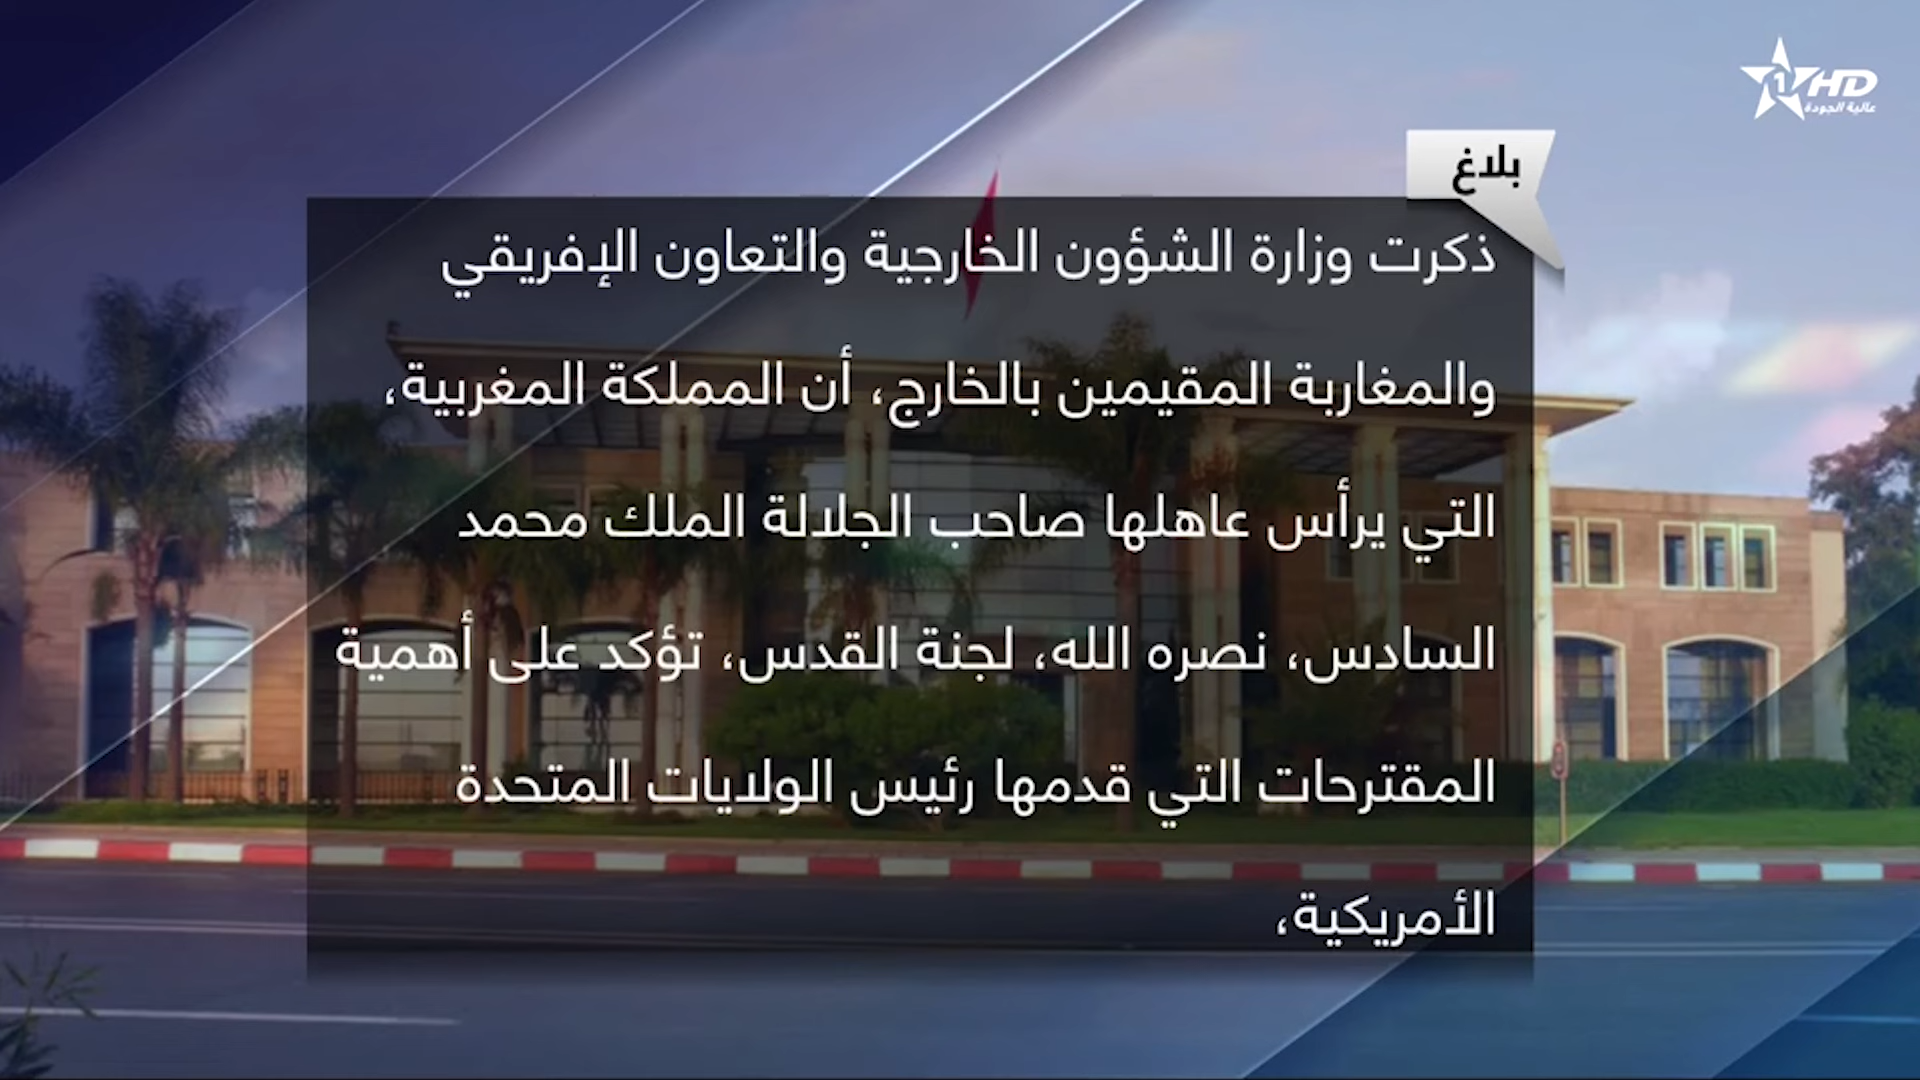 1 HD
عالية الجودة
بلاغ
ذكرت وزارة الشؤون الخارجية والتعاون الإفريقي
والمغاربة المقيمين بالخارج، أن المملكة المغربية،
التي يرأس عاهلها صاحب الجلالة الملك محمد
السادس، نصره الله، لجنة القدس، تؤكد على أهمية
المقترحات التي قدمها رئيس الولايات المتحدة
الأمريكية،